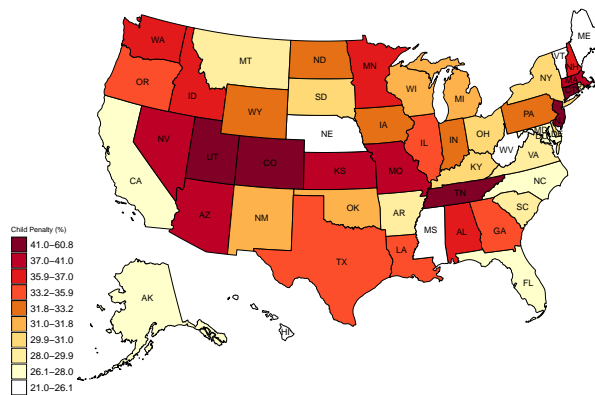 ME
WA
VT
ND
MT
MN
NH
OR
NY
WI
SD
ID
MI
WY
PA
IA
NE
OH
IN
NV
IL
UT
CO
WV
KS
MO
KY
VA
CA
NC
TN
OK
AZ
NM
AR
SC
MS
AL
GA
TX
LA
FL
AK
HI
Child Penalty (%)
41.0–60.8
37.0–41.0
35.9–37.0
33.2–35.9
31.8–33.2
31.0–31.8
29.9–31.0
28.0–29.9
26.1–28.0
21.0–26.1